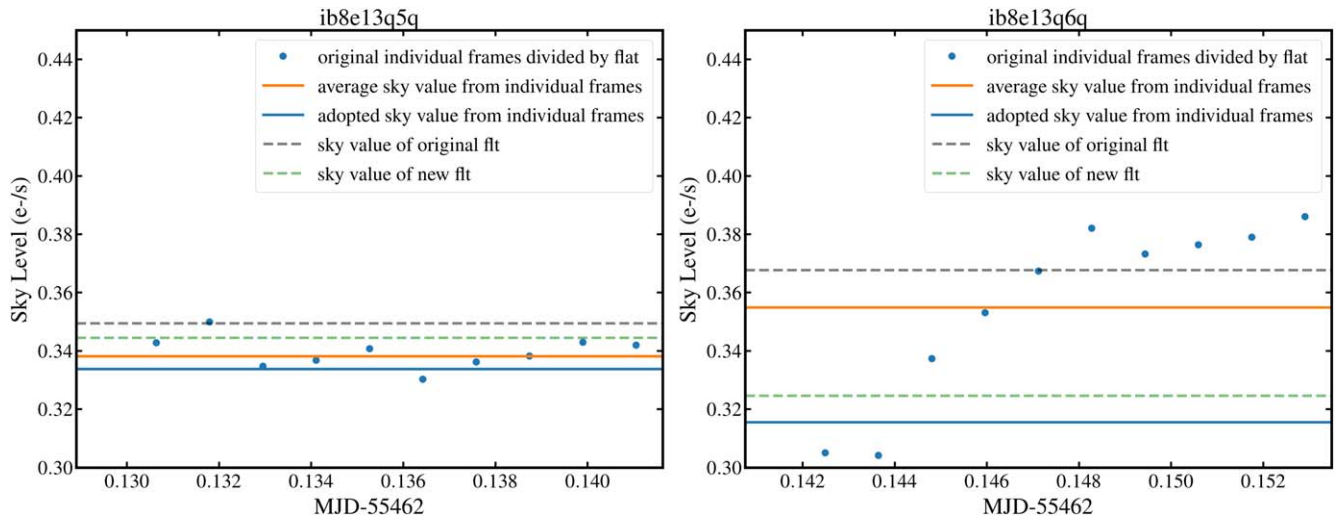 ib8e13q5q
original individual frames divided by flat
average sky value from individual frames
adopted sky value from individual frames
sky value of original flt
sky value of new flt
0.44
0.42
0.40
0.38
0.36
0.34
0.32
0.30
Sky Level (e-/s)
0.130 0.132 0.134 0.136 0.138 0.140
MJD-55462
ib8e13q6q
original individual frames divided by flat
average sky value from individual frames
adopted sky value from individual frames
sky value of original flt
sky value of new flt
0.44
0.42
0.40
0.38
0.36
0.34
0.32
0.30
Sky Level (e-/s)
0.142 0.144 0.146 0.148 0.150 0.152
MJD-55462